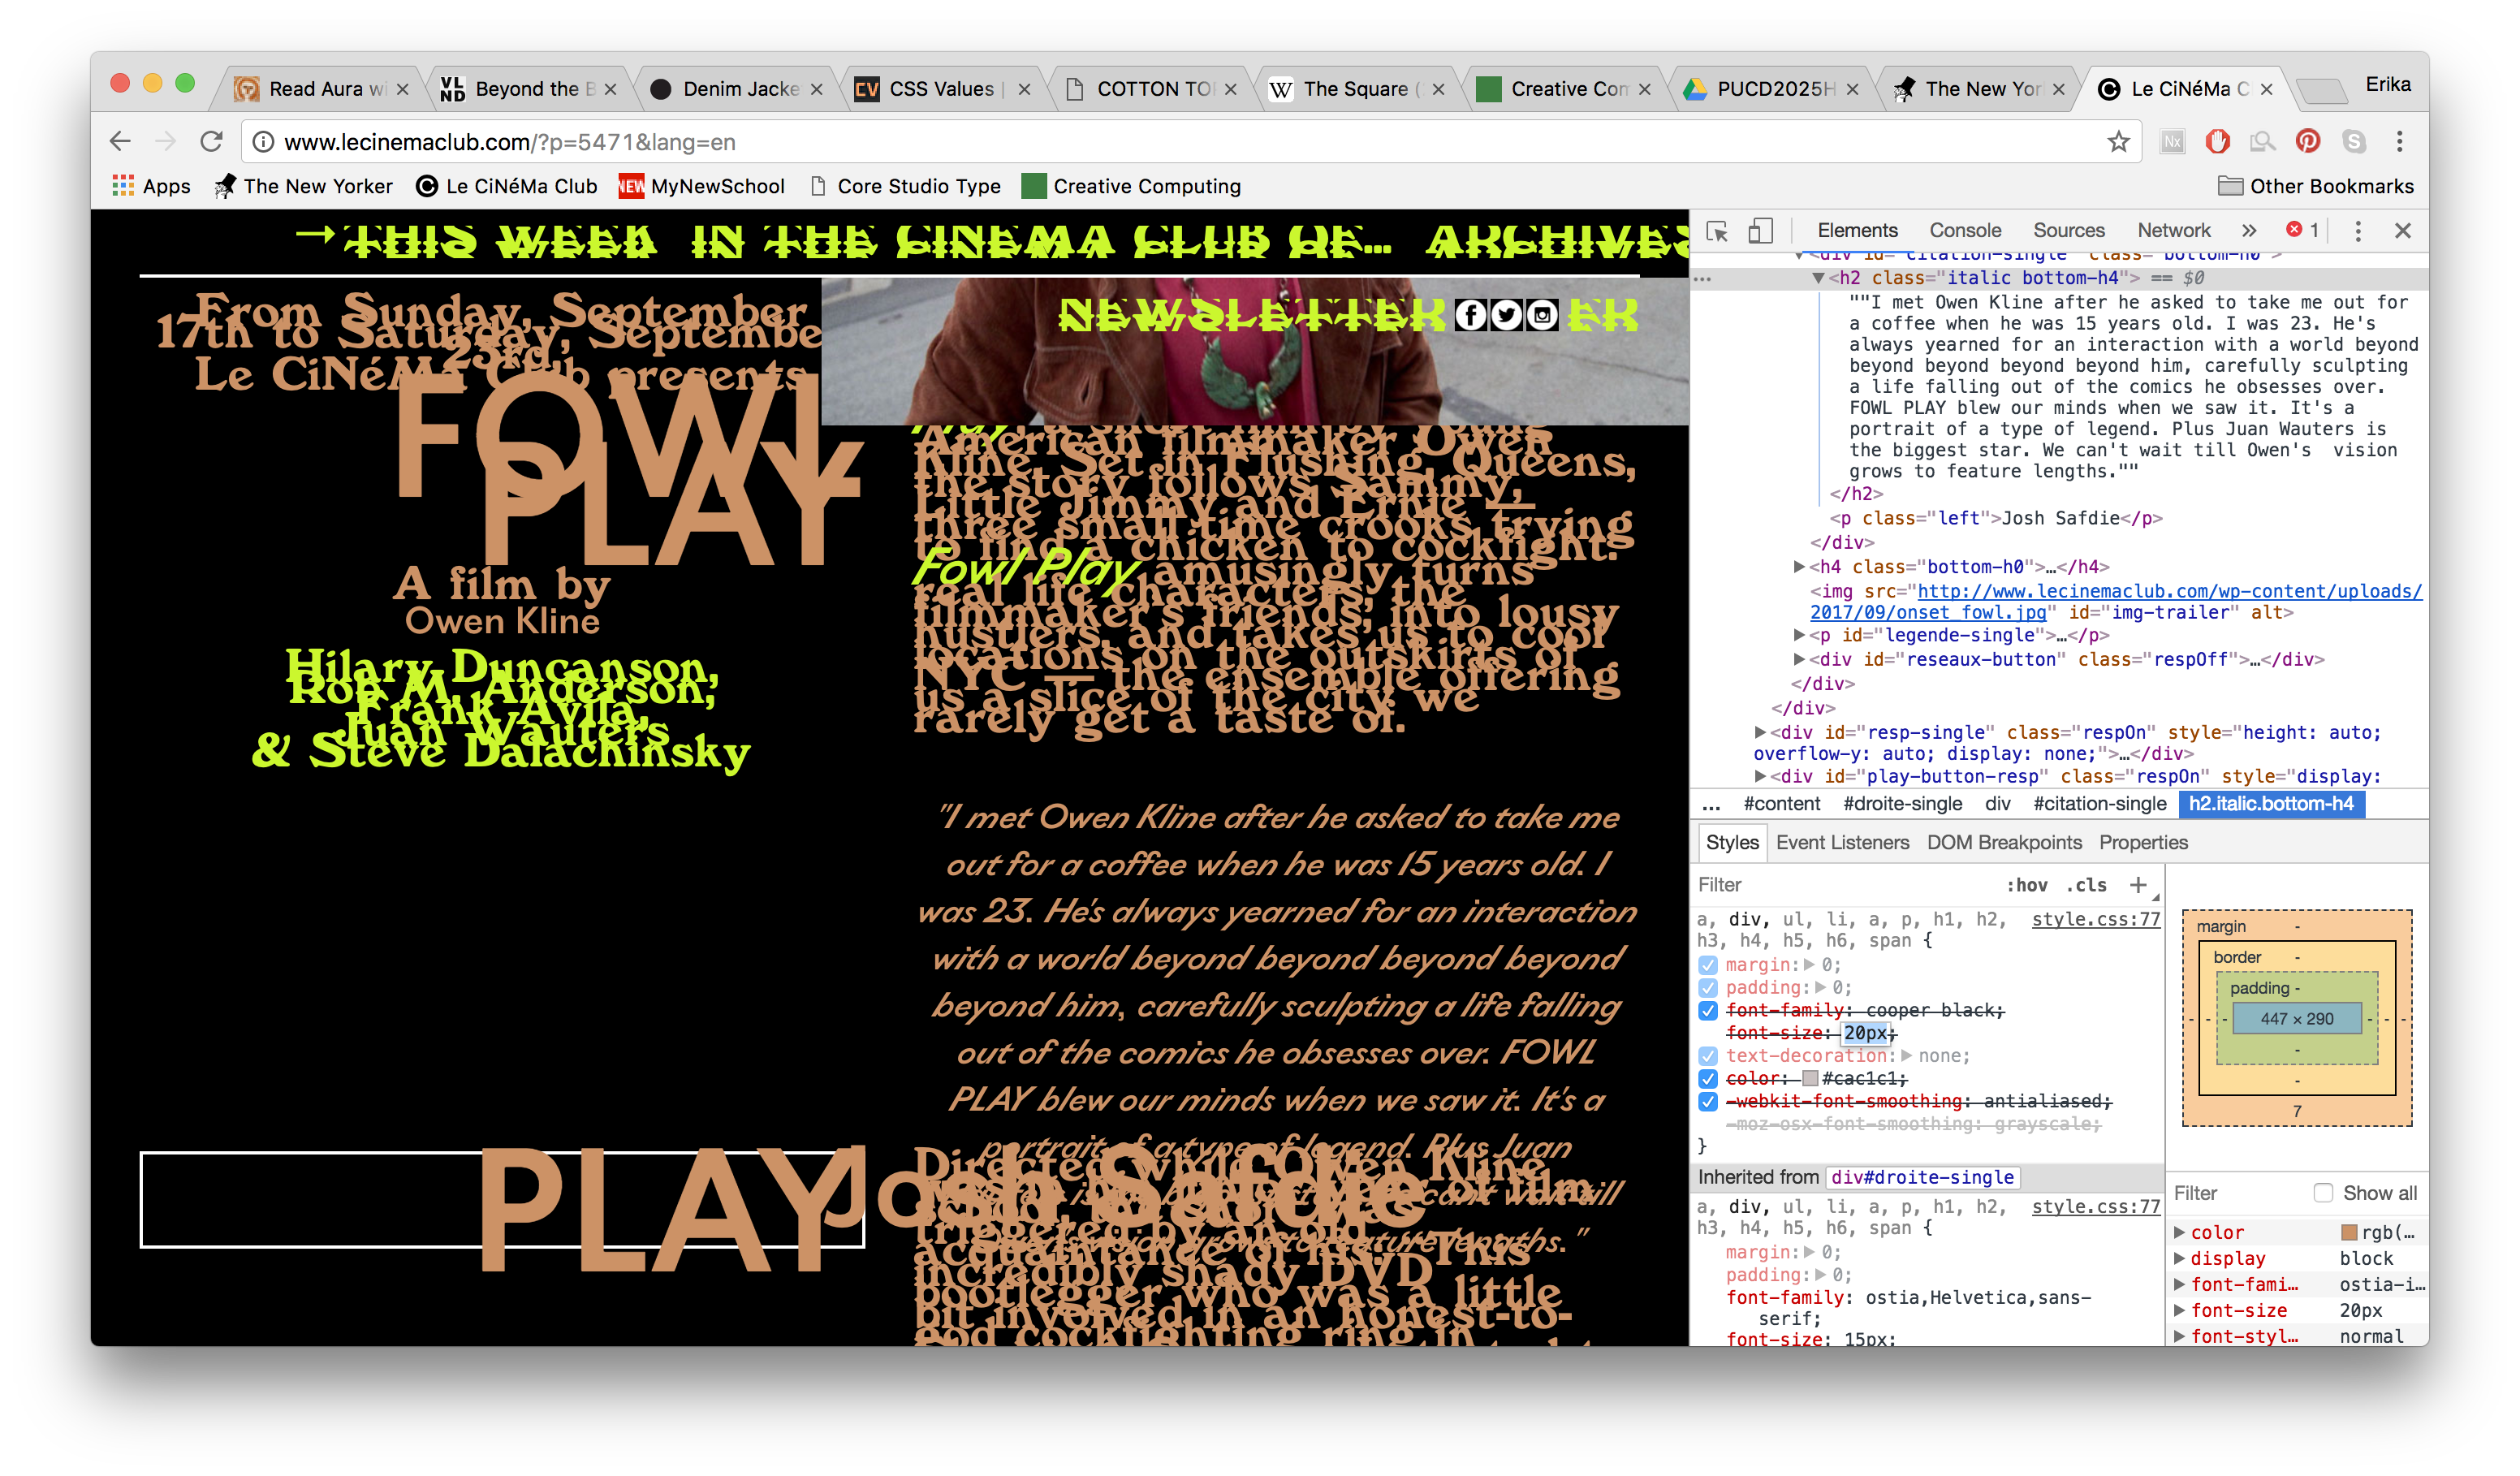 Read Aura wi
VL ND Beyond the B
Denim Jacke
CV CSS Values |
COTTON TO
W The Square (
Creative Com
PUCD2025H
The New Yor
Le CiNéMa C
Erika
www.lecinemaclub.com/?p=5471&lang=en
Apps
The New Yorker
Le CiNéMa Club
NEW MyNewSchool
Core Studio Type
Creative Computing
Other Bookmarks
→THIS WEEK IN THE CINEMA CLUB OF... ARCHIVES
NEWSLETTER
ER
From Sunday, September
17th to Saturday, Septembe
23rd,
Le CiNéMa Club presents
FOWL
PLAY
A film by
Owen Kline
Hilary Duncanson,
Rob M. Anderson,
Frank Avila,
Juan Wauters
& Steve Dalachinsky
American filmmaker Owen
Kline. Set in Flushing, Queens,
the story follows Sammy,
Little Jimmy and Ernie —
three small time crooks trying
to find a chicken to cockfight.
Fowl Play amusingly turns
real life characters, the
filmmaker's friends, into lousy
hustlers, and takes us to cool
locations on the outskirts of
NYC — the ensemble offering
us a slice of the city we
rarely get a taste of.
"I met Owen Kline after he asked to take me
out for a coffee when he was 15 years old. I
was 23. He's always yearned for an interaction
with a world beyond beyond beyond beyond
beyond him, carefully sculpting a life falling
out of the comics he obsesses over. FOWL
PLAY blew our minds when we saw it. It's a
portrait of a type of legend. Plus Juan
PLAY
Josh Safdie
Directed while Owen Kline
triggered by an old
acquaintance of his. "This
incredibly shady DVD
bootlegger who was a little
bit involved in an honest-to-
god cockfighting ring in
Elements
Console
Sources
Network
»
1
<div id="citation-single" class="bottom-h0">
<h2 class="italic bottom-h4"> == $0
""I met Owen Kline after he asked to take me out for
a coffee when he was 15 years old. I was 23. He's
always yearned for an interaction with a world beyond
beyond beyond beyond beyond him, carefully sculpting
a life falling out of the comics he obsesses over.
FOWL PLAY blew our minds when we saw it. It's a
portrait of a type of legend. Plus Juan Wauters is
the biggest star. We can't wait till Owen's  vision
grows to feature lengths.""
</h2>
<p class="left">Josh Safdie</p>
</div>
<h4 class="bottom-h0">…</h4>
<img src="http://www.lecinemaclub.com/wp-content/uploads/
2017/09/onset_fowl.jpg" id="img-trailer" alt>
<p id="legende-single">…</p>
<div id="reseaux-button" class="respOff">…</div>
</div>
</div>
<div id="resp-single" class="respOn" style="height: auto;
overflow-y: auto; display: none;">…</div>
<div id="play-button-resp" class="respOn" style="display:
... #content #droite-single div #citation-single h2.italic.bottom-h4
Styles Event Listeners DOM Breakpoints Properties
Filter :hov .cls +
a, div, ul, li, a, p, h1, h2, style.css:77
h3, h4, h5, h6, span {
margin: 0;
padding: 0;
font-family: cooper black;
font-size: 20px;
text-decoration: none;
color: #cac1c1;
-webkit-font-smoothing: antialiased;
-moz-osx-font-smoothing: grayscale;
}
Inherited from div#droite-single
a, div, ul, li, a, p, h1, h2, style.css:77
h3, h4, h5, h6, span {
margin: 0;
padding: 0;
font-family: ostia,Helvetica,sans-
serif;
font-size: 15px;
margin -
border -
padding -
- - - 447 × 290 - - -
-
-
7
Filter Show all
color rgb(…
display block
font-fami… ostia-i…
font-size 20px
font-styl… normal